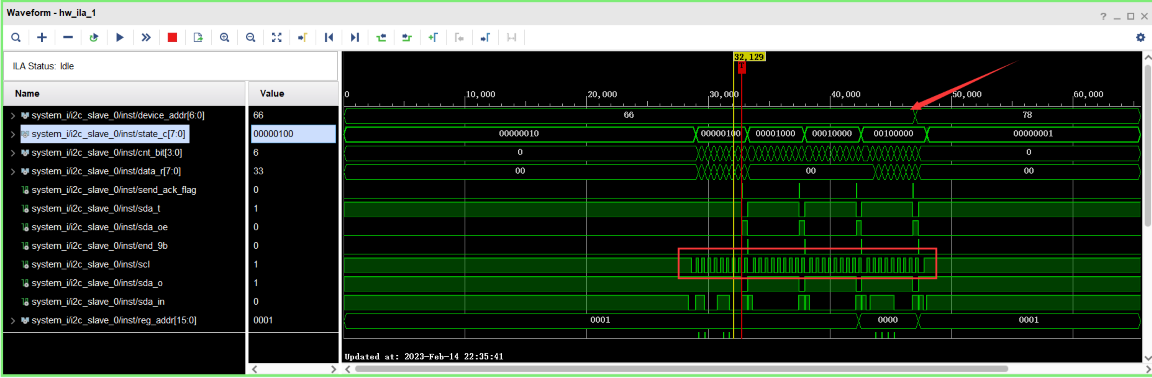 Waveform - hw_ila_1
ILA Status: Idle
Name Value
system_i/i2c_slave_0/inst/device_addr[6:0] 66
system_i/i2c_slave_0/inst/state_c[7:0] 00000100
system_i/i2c_slave_0/inst/cnt_bit[3:0] 6
system_i/i2c_slave_0/inst/data_r[7:0] 33
system_i/i2c_slave_0/inst/send_ack_flag 0
system_i/i2c_slave_0/inst/sda_t 1
system_i/i2c_slave_0/inst/sda_oe 0
system_i/i2c_slave_0/inst/end_9b 0
system_i/i2c_slave_0/inst/scl 1
system_i/i2c_slave_0/inst/sda_o 1
system_i/i2c_slave_0/inst/sda_in 0
system_i/i2c_slave_0/inst/reg_addr[15:0] 0001
32,129
0 10,000 20,000 30,000 40,000 50,000 60,000
66 78
00000010 00000100 00001000 00010000 00100000 00000001
0 0
00 00 00
0001 0000 0001
Updated at: 2023-Feb-14 22:35:41